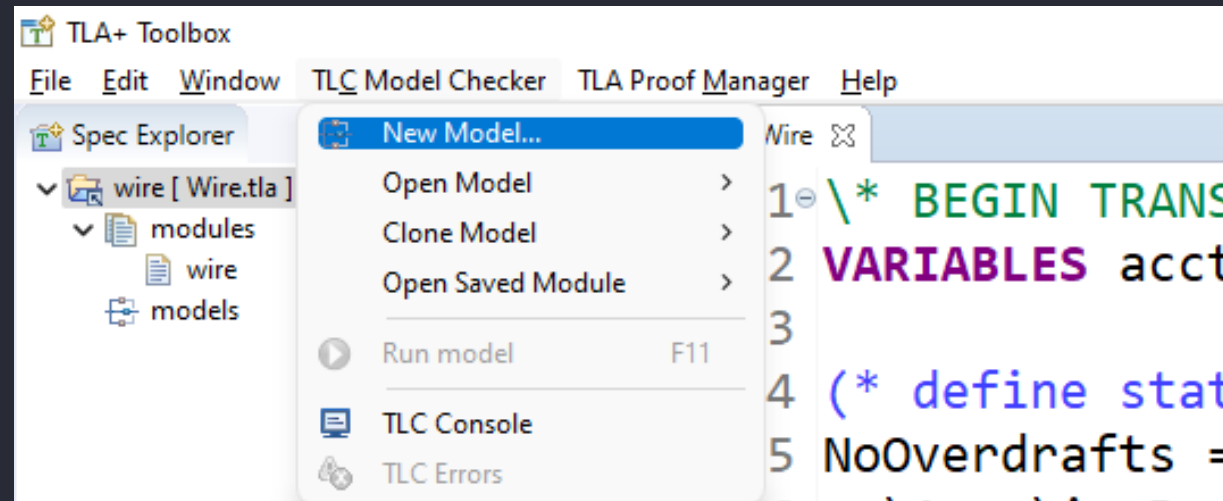 TLA+ Toolbox
File Edit Window TLC Model Checker TLA Proof Manager Help
Spec Explorer
wire [ Wire.tla ]
modules
wire
models
New Model...
Open Model
Clone Model
Open Saved Module
Run model F11
TLC Console
TLC Errors
Wire
1 \* BEGIN TRANS
2 VARIABLES acct
3
4 (* define stat
5 NoOverdrafts =